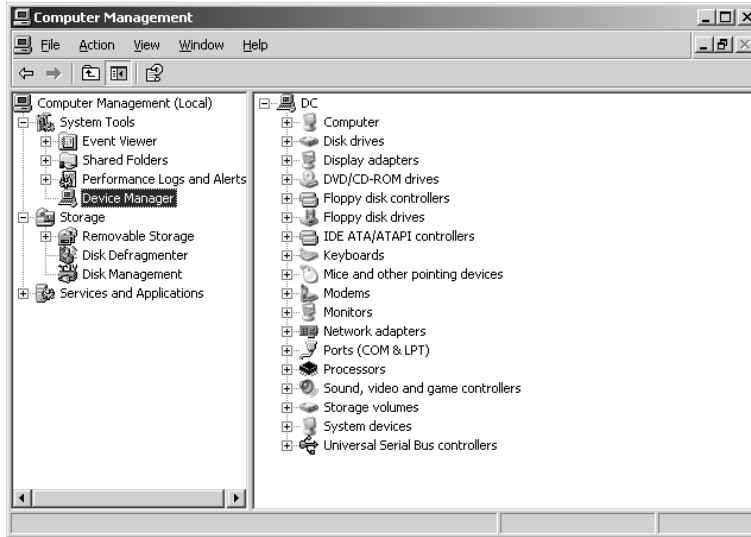 Computer Management
File Action View Window Help
Computer Management (Local)
System Tools
Event Viewer
Shared Folders
Performance Logs and Alerts
Device Manager
Storage
Removable Storage
Disk Defragmenter
Disk Management
Services and Applications
DC
Computer
Disk drives
Display adapters
DVD/CD-ROM drives
Floppy disk controllers
Floppy disk drives
IDE ATA/ATAPI controllers
Keyboards
Mice and other pointing devices
Modems
Monitors
Network adapters
Ports (COM & LPT)
Processors
Sound, video and game controllers
Storage volumes
System devices
Universal Serial Bus controllers